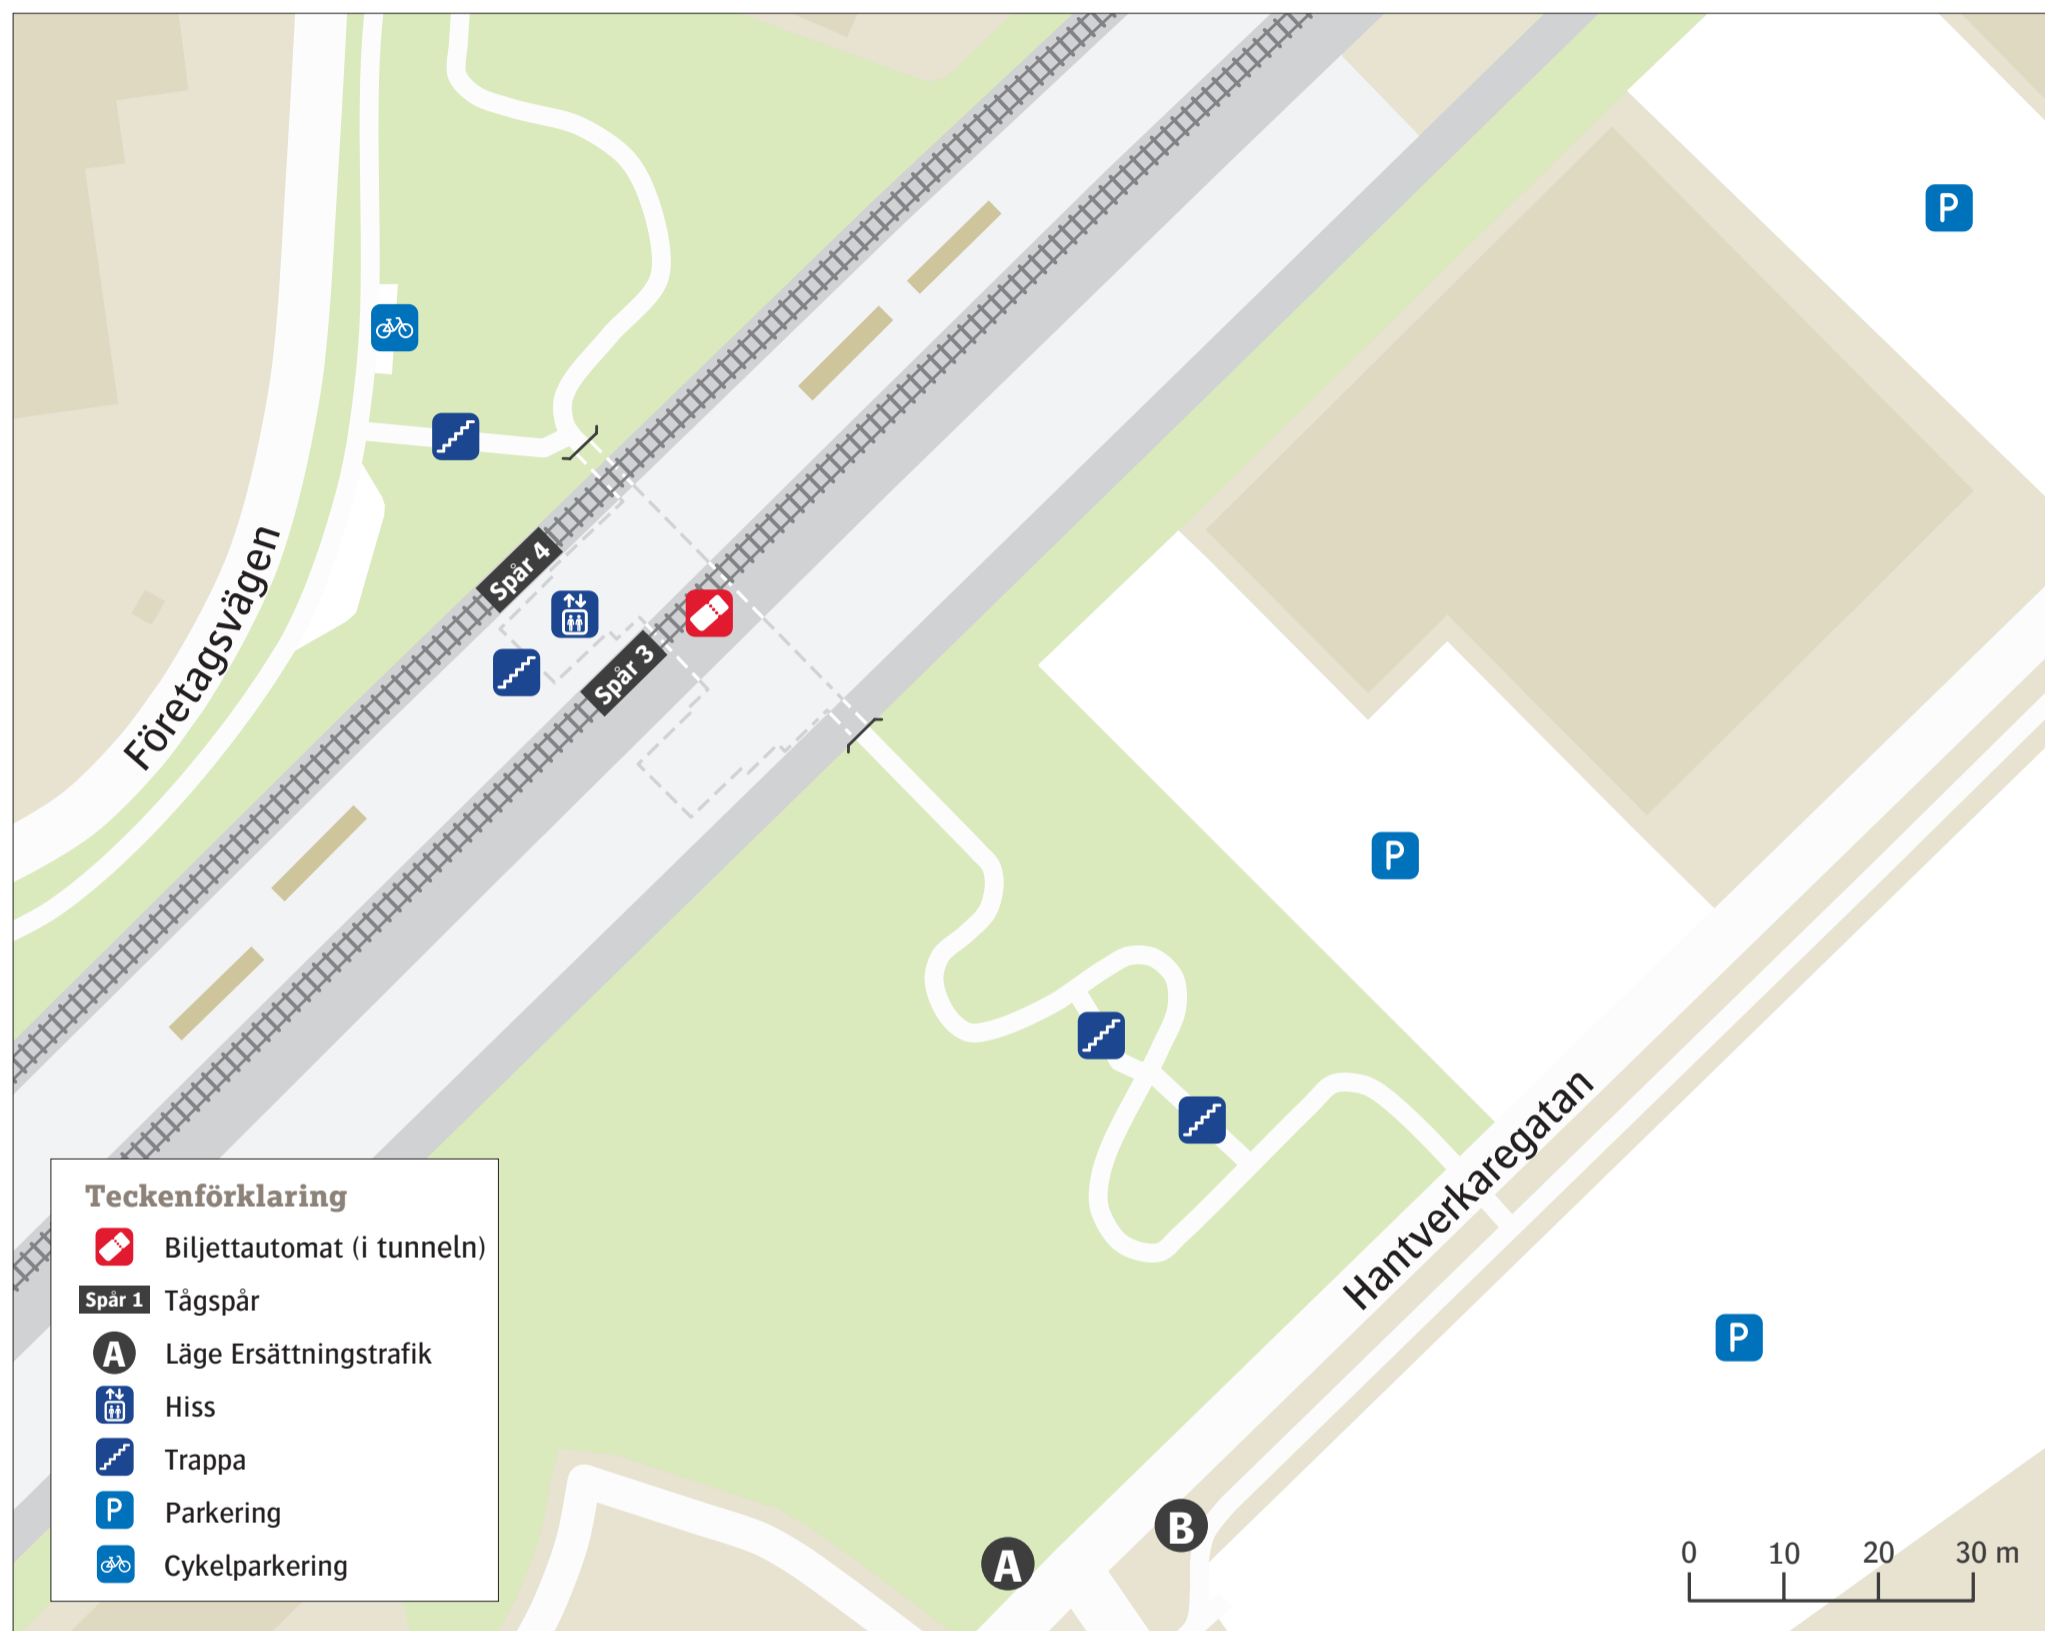 P
Spår 4
Företagsvägen
Spår 3
P
Hantverkaregatan
P
Teckenförklaring
Biljettautomat (i tunneln)
Spår 1 Tågspår
A Läge Ersättningstrafik
Hiss
Trappa
P Parkering
Cykelparkering
B
A
0 10 20 30 m